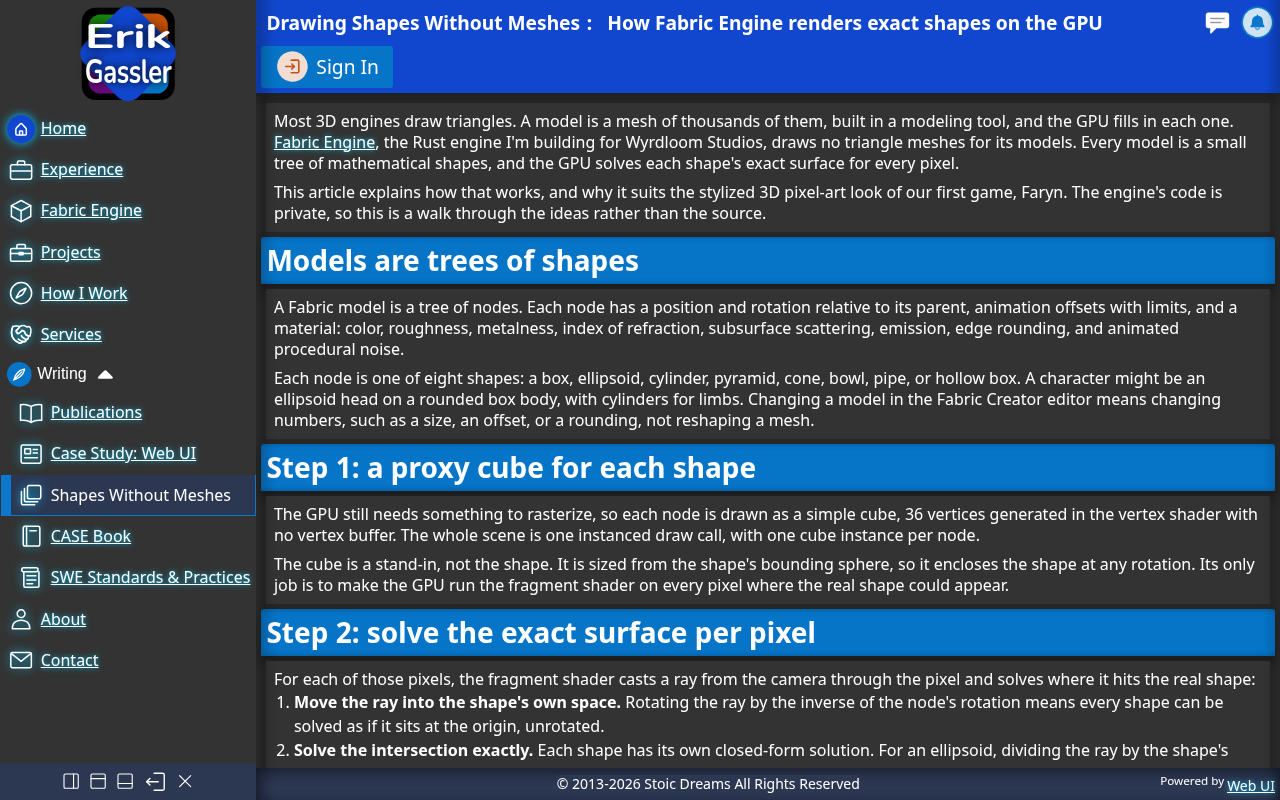 Erik
Gassler
Home
Experience
Fabric Engine
Projects
How I Work
Services
Writing
Publications
Case Study: Web UI
Shapes Without Meshes
CASE Book
SWE Standards & Practices
About
Contact
Drawing Shapes Without Meshes : How Fabric Engine renders exact shapes on the GPU
Sign In
Most 3D engines draw triangles. A model is a mesh of thousands of them, built in a modeling tool, and the GPU fills in each one.
Fabric Engine, the Rust engine I'm building for Wyrdloom Studios, draws no triangle meshes for its models. Every model is a small
tree of mathematical shapes, and the GPU solves each shape's exact surface for every pixel.
This article explains how that works, and why it suits the stylized 3D pixel-art look of our first game, Faryn. The engine's code is
private, so this is a walk through the ideas rather than the source.
Models are trees of shapes
A Fabric model is a tree of nodes. Each node has a position and rotation relative to its parent, animation offsets with limits, and a
material: color, roughness, metalness, index of refraction, subsurface scattering, emission, edge rounding, and animated
procedural noise.
Each node is one of eight shapes: a box, ellipsoid, cylinder, pyramid, cone, bowl, pipe, or hollow box. A character might be an
ellipsoid head on a rounded box body, with cylinders for limbs. Changing a model in the Fabric Creator editor means changing
numbers, such as a size, an offset, or a rounding, not reshaping a mesh.
Step 1: a proxy cube for each shape
The GPU still needs something to rasterize, so each node is drawn as a simple cube, 36 vertices generated in the vertex shader with
no vertex buffer. The whole scene is one instanced draw call, with one cube instance per node.
The cube is a stand-in, not the shape. It is sized from the shape's bounding sphere, so it encloses the shape at any rotation. Its only
job is to make the GPU run the fragment shader on every pixel where the real shape could appear.
Step 2: solve the exact surface per pixel
For each of those pixels, the fragment shader casts a ray from the camera through the pixel and solves where it hits the real shape:
1. Move the ray into the shape's own space. Rotating the ray by the inverse of the node's rotation means every shape can be
solved as if it sits at the origin, unrotated.
2. Solve the intersection exactly. Each shape has its own closed-form solution. For an ellipsoid, dividing the ray by the shape's
© 2013-2026 Stoic Dreams All Rights Reserved
Powered by Web UI